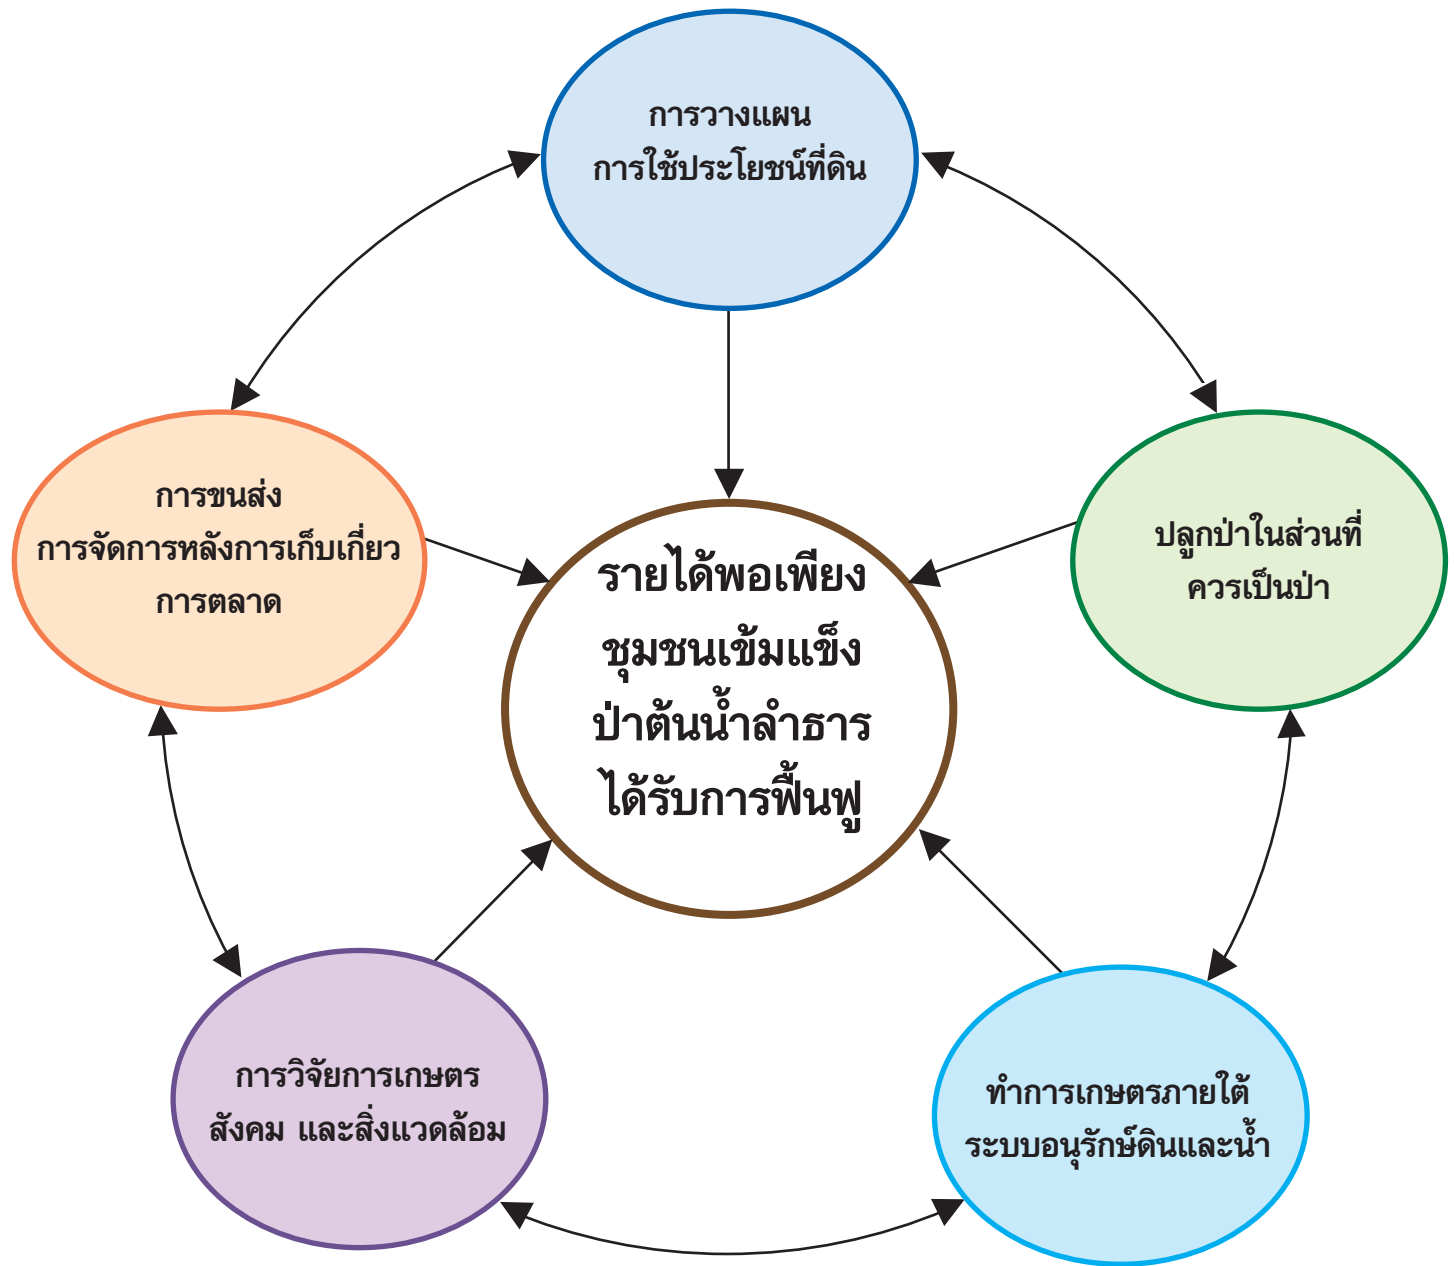 การวางแผน
การใช้ประโยชน์ที่ดิน
การขนส่ง
การจัดการหลังการเก็บเกี่ยว
การตลาด
ปลูกป่าในส่วนที่
ควรเป็นป่า
รายได้พอเพียง
ชุมชนเข้มแข็ง
ป่าต้นน้ำลำธาร
ได้รับการฟื้นฟู
การวิจัยการเกษตร
สังคม และสิ่งแวดล้อม
ทำการเกษตรภายใต้
ระบบอนุรักษ์ดินและน้ำ